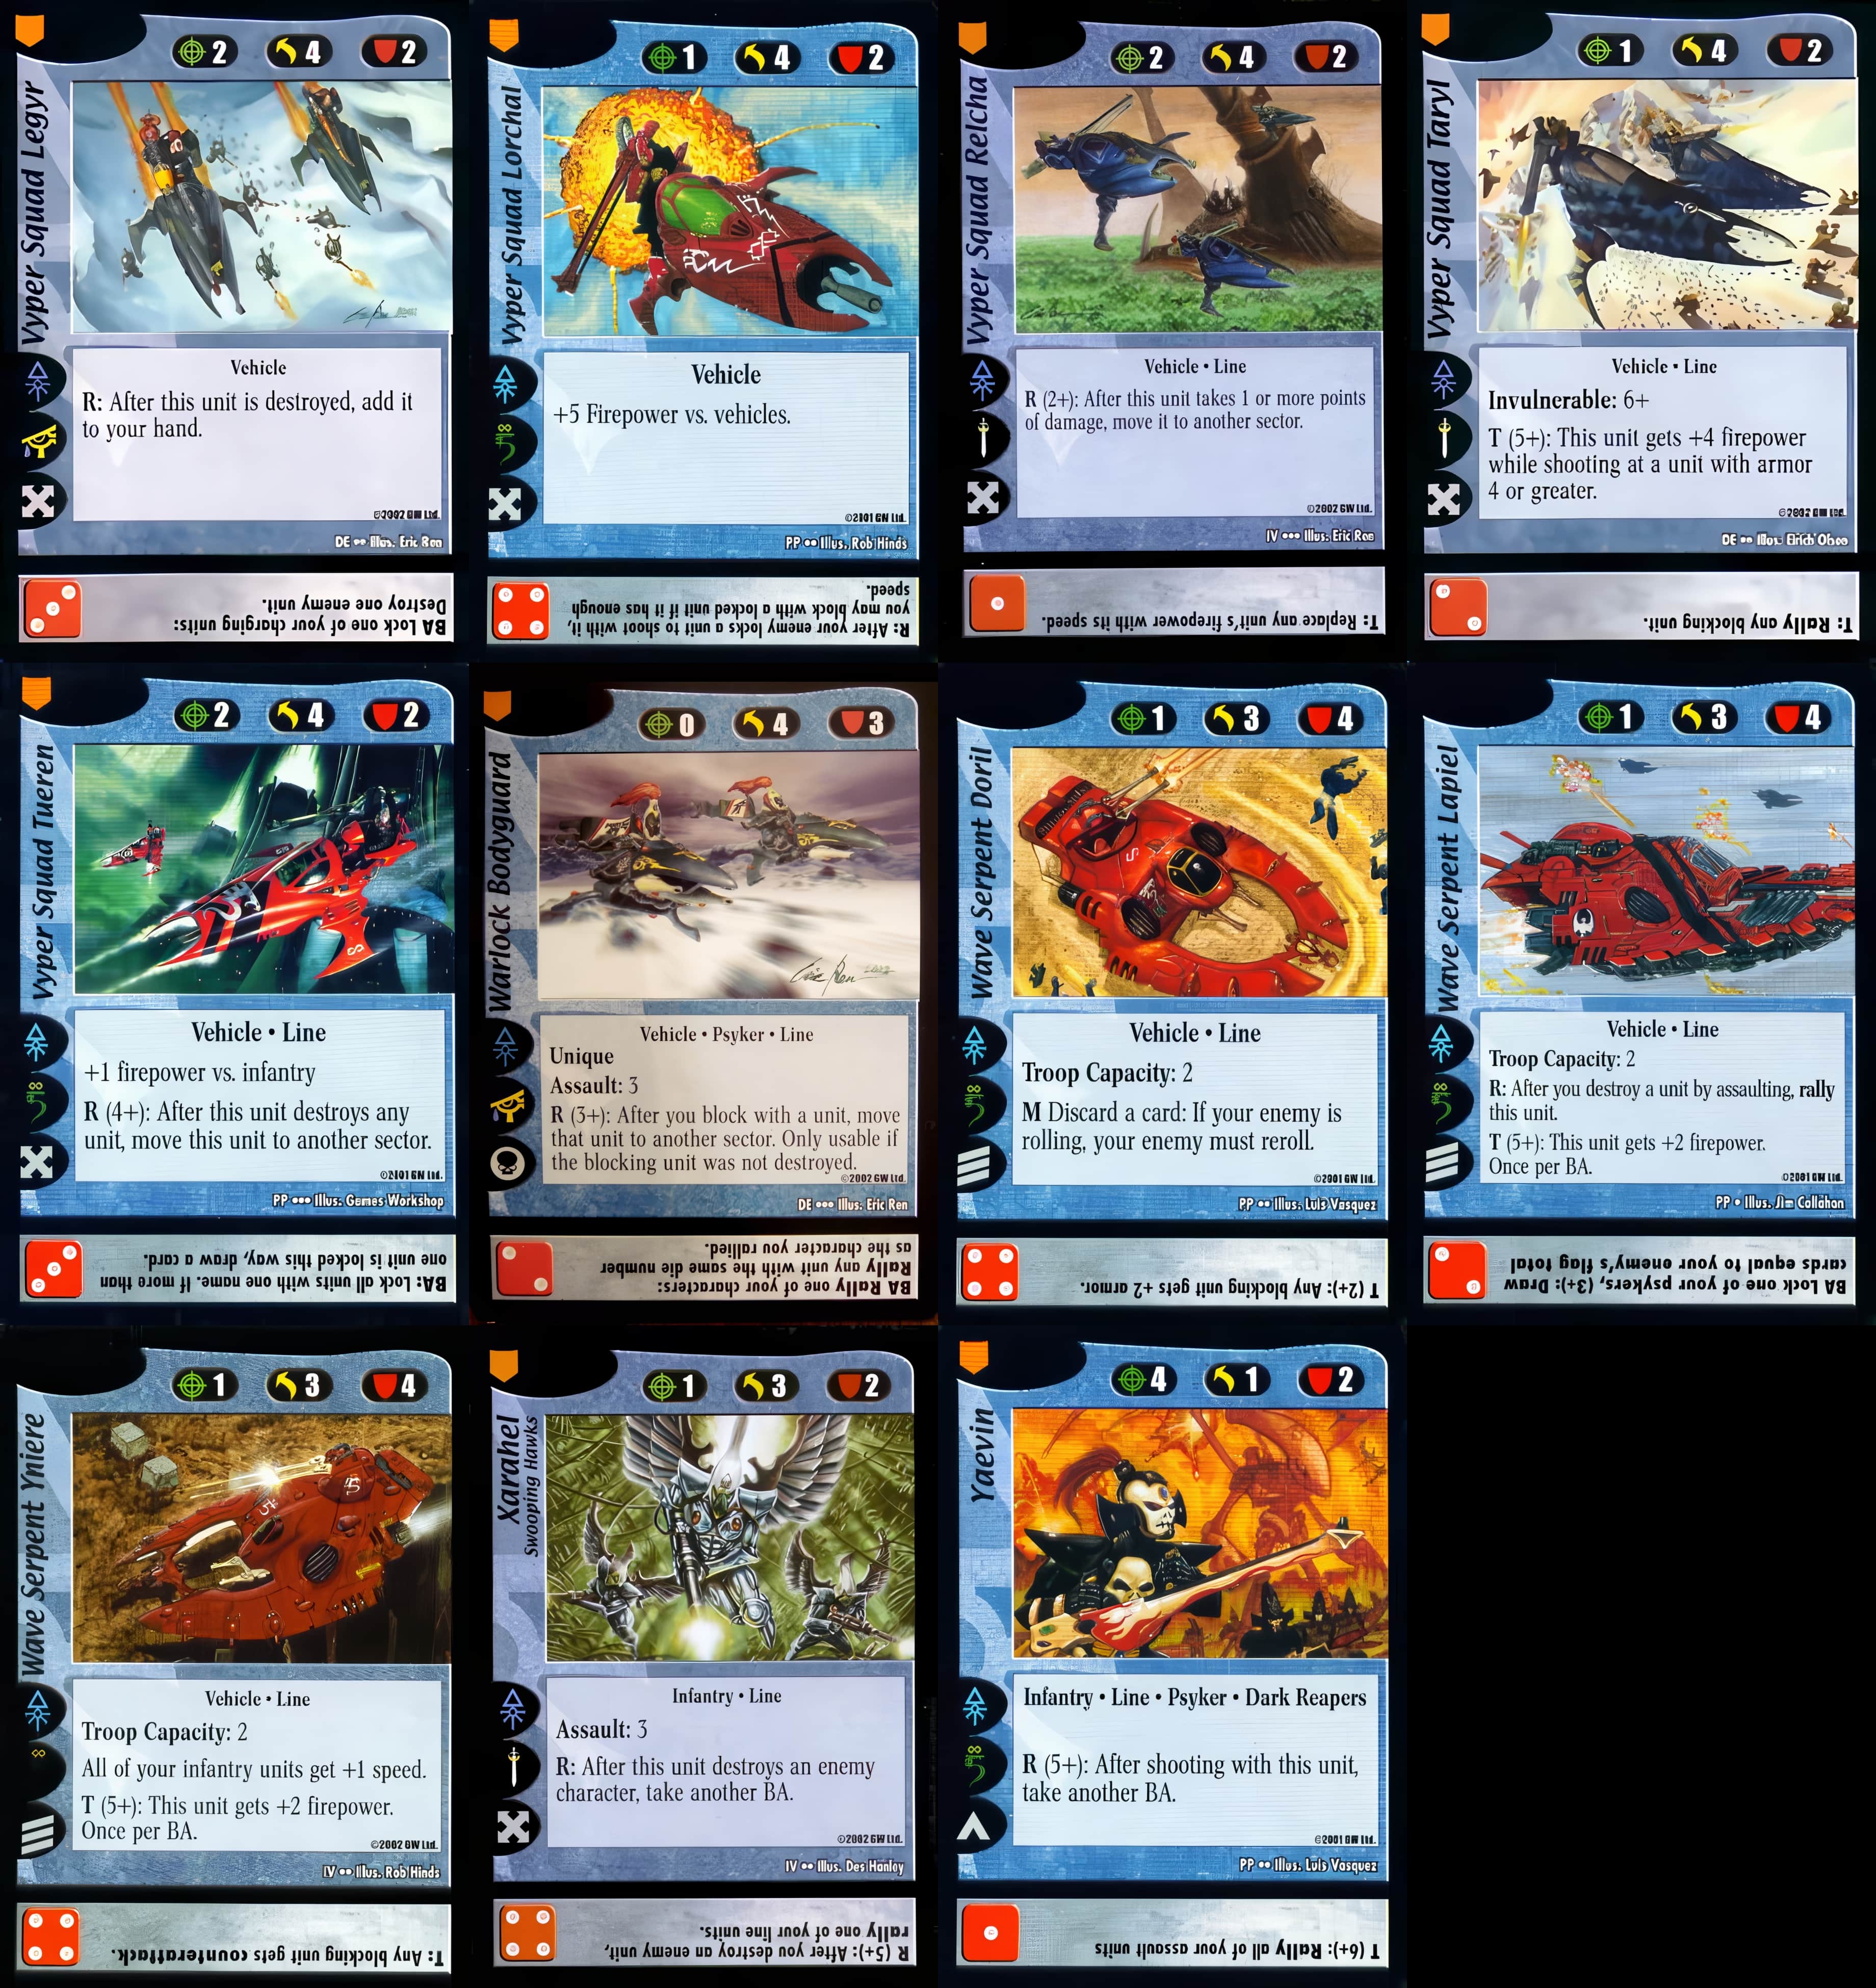 Vyper Squad Legyr
2
4
2
Vehicle
R: After this unit is destroyed, add it
to your hand.
©2002 GW Ltd.
DE •• Illus. Eric Ren
BA Lock one of your charging units:
Destroy one enemy unit.
Vyper Squad Lorchal
1
4
2
Vehicle
+5 Firepower vs. vehicles.
©2001 GW Ltd.
PP •• Illus. Rob Hinds
R: After your enemy locks a unit to shoot with it,
you may block with a locked unit if it has enough
speed.
Vyper Squad Relcha
2
4
2
Vehicle • Line
R (2+): After this unit takes 1 or more points
of damage, move it to another sector.
©2002 GW Ltd.
IV ••• Illus. Eric Ren
T: Replace any unit's firepower with its speed.
Vyper Squad Taryl
1
4
2
Vehicle • Line
Invulnerable: 6+
T (5+): This unit gets +4 firepower
while shooting at a unit with armor
4 or greater.
©2002 GW Ltd.
DE •• Illus.
T: Rally any blocking unit.
Vyper Squad Tueren
2
4
2
Vehicle • Line
+1 firepower vs. infantry
R (4+): After this unit destroys any
unit, move this unit to another sector.
©2001 GW Ltd.
PP ••• Illus. Games Workshop
BA: Lock all units with one name. If more than
one unit is locked this way, draw a card.
Warlock Bodyguard
0
4
3
Vehicle • Psyker • Line
Unique
Assault: 3
R (3+): After you block with a unit, move
that unit to another sector. Only usable if
the blocking unit was not destroyed.
©2002 GW Ltd.
DE ••• Illus. Eric Ren
BA Rally one of your characters:
Rally any unit with the same die number
as the character you rallied.
Wave Serpent Doril
1
3
4
Vehicle • Line
Troop Capacity: 2
M Discard a card: If your enemy is
rolling, your enemy must reroll.
©2001 GW Ltd.
PP •• Illus. Luis Vasquez
T (2+): Any blocking unit gets +2 armor.
Wave Serpent Lapiel
1
3
4
Vehicle • Line
Troop Capacity: 2
R: After you destroy a unit by assaulting, rally
this unit.
T (5+): This unit gets +2 firepower.
Once per BA.
©2001 GW Ltd.
PP • Illus. Jim Callahan
BA Lock one of your psykers, (3+): Draw
cards equal to your enemy's flag total
Wave Serpent Yniere
1
3
4
Vehicle • Line
Troop Capacity: 2
All of your infantry units get +1 speed.
T (5+): This unit gets +2 firepower.
Once per BA.
©2002 GW Ltd.
IV •• Illus. Rob Hinds
T: Any blocking unit gets counterattack.
Xarahel
Swooping Hawks
1
3
2
Infantry • Line
Assault: 3
R: After this unit destroys an enemy
character, take another BA.
©2002 GW Ltd.
IV •• Illus. Des Hanley
R (5+): After you destroy an enemy unit,
rally one of your line units.
Yaevin
4
1
2
Infantry • Line • Psyker • Dark Reapers
R (5+): After shooting with this unit,
take another BA.
©2001 GW Ltd.
PP •• Illus. Luis Vasquez
T (6+): Rally all of your assault units